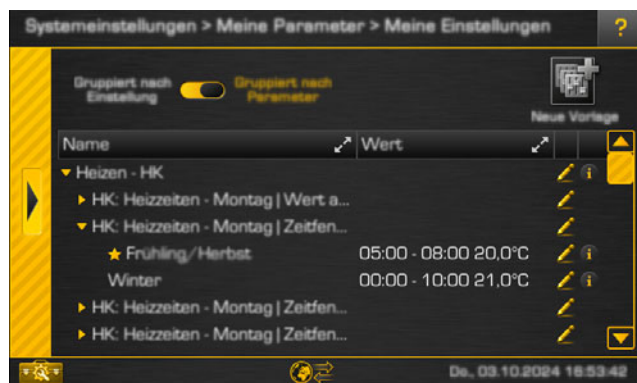 Systemeinstellungen > Meine Parameter > Meine Einstellungen ?
Gruppiert nach
Einstellung
Gruppiert nach
Parameter
Neue Vorlage
Name Wert
Heizen - HK
HK: Heizzeiten - Montag | Wert a...
HK: Heizzeiten - Montag | Zeitfen...
Frühling/Herbst 05:00 - 08:00 20,0°C
Winter 00:00 - 10:00 21,0°C
HK: Heizzeiten - Montag | Zeitfen...
HK: Heizzeiten - Montag | Zeitfen...
Do., 03.10.2024 16:53:42